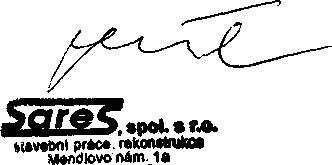 SareS, spol. s r.o.
stavební práce, rekonstrukce
Mendlovo nám. 1a